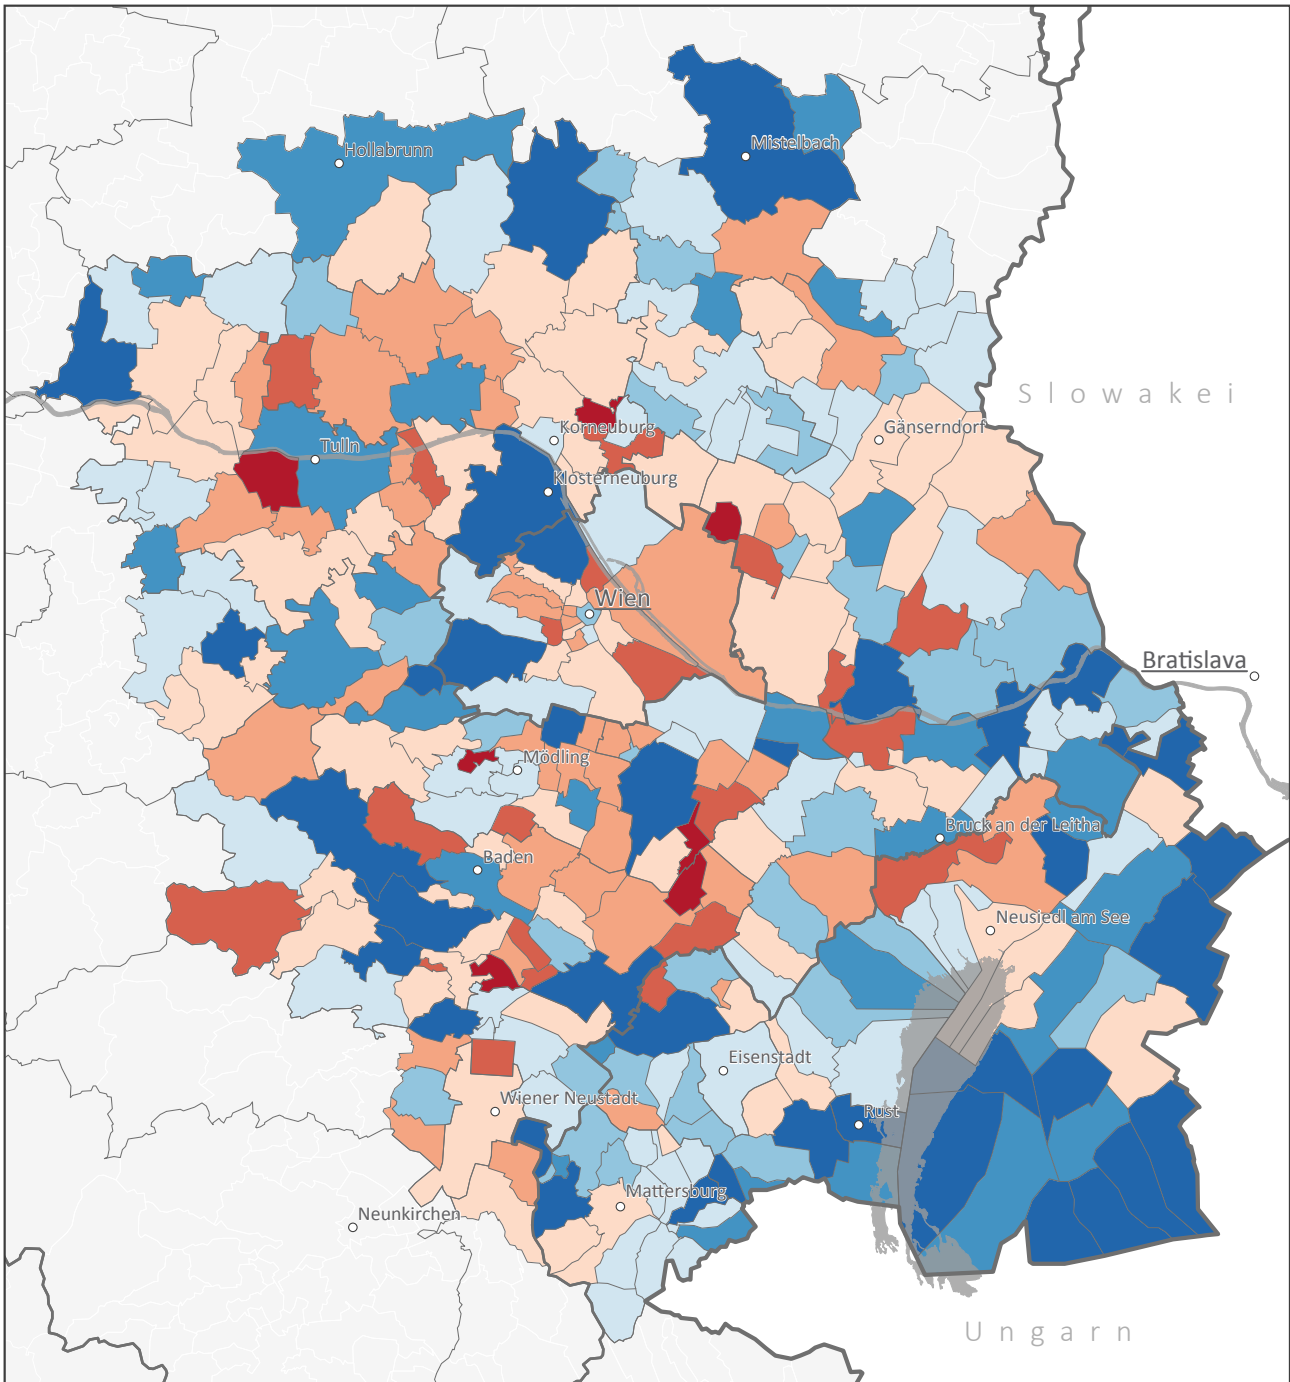 Mistelbach
Hollabrunn
Slowakei
Korneuburg
Gänserndorf
Tulln
Klosterneuburg
Wien
Bratislava
Mödling
Bruck an der Leitha
Baden
Neusiedl am See
Eisenstadt
Wiener Neustadt
Rust
Mattersburg
Neunkirchen
Ungarn